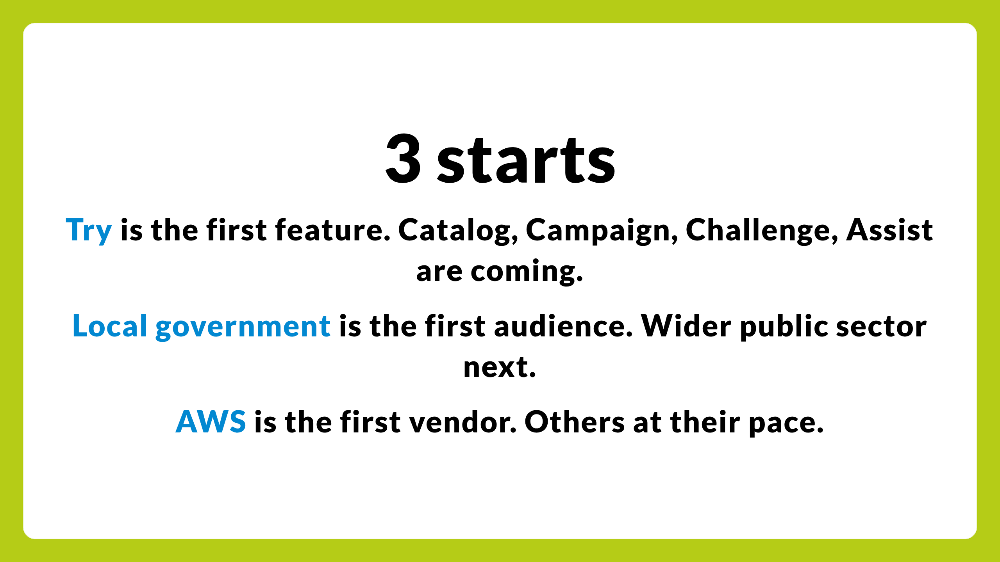 3 starts
Try is the first feature. Catalog, Campaign, Challenge, Assist
are coming.
Local government is the first audience. Wider public sector
next.
AWS is the first vendor. Others at their pace.